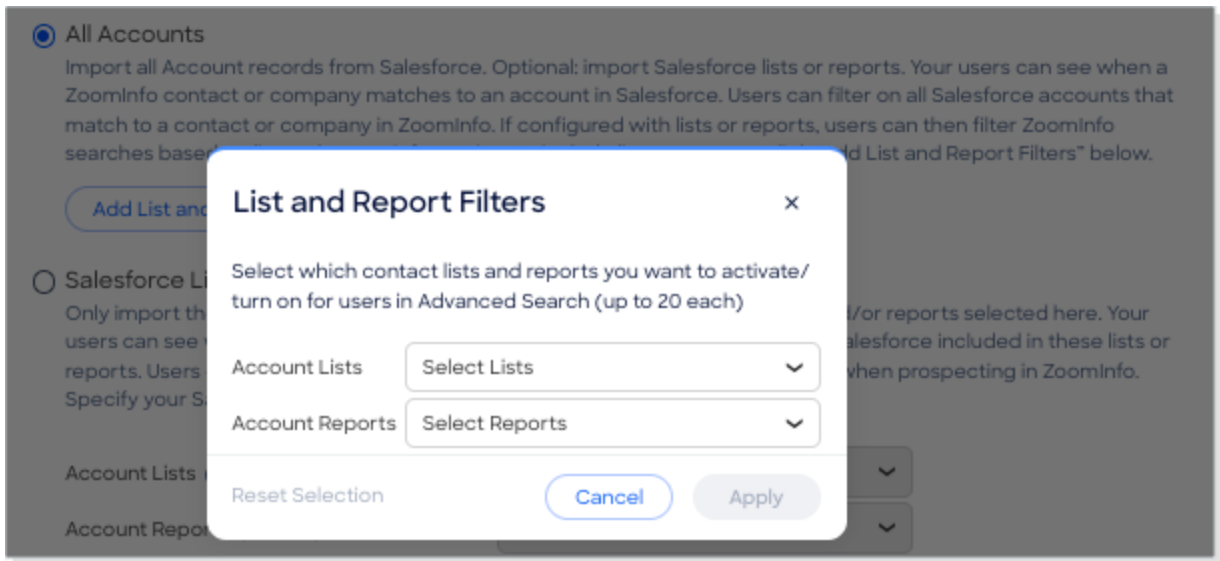 All Accounts
Import all Account records from Salesforce. Optional: import Salesforce lists or reports. Your users can see when a
ZoomInfo contact or company matches to an account in Salesforce. Users can filter on all Salesforce accounts that
match to a contact or company in ZoomInfo. If configured with lists or reports, users can then filter ZoomInfo
searches based
d List and Report Filters" below.
Add List and
List and Report Filters
×
Select which contact lists and reports you want to activate/
turn on for users in Advanced Search (up to 20 each)
Account Lists Select Lists
Account Reports Select Reports
Reset Selection Cancel Apply
Salesforce Li
Only import th
/or reports selected here. Your
users can see
alesforce included in these lists or
reports. Users
when prospecting in ZoomInfo.
Specify your S
Account Lists
Account Repor